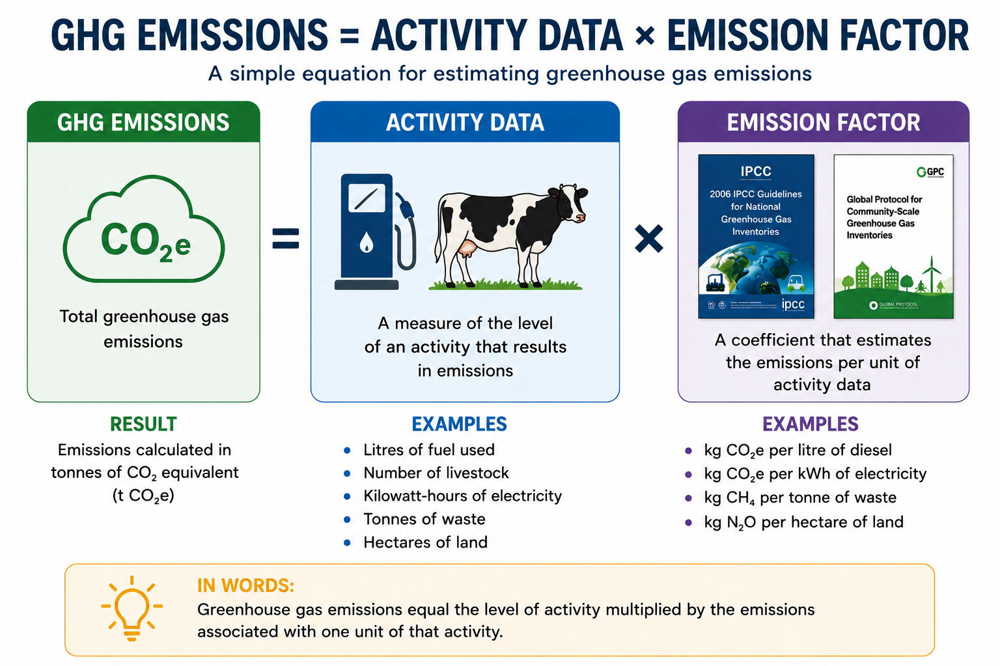 GHG EMISSIONS = ACTIVITY DATA × EMISSION FACTOR
A simple equation for estimating greenhouse gas emissions
GHG EMISSIONS
CO₂e
Total greenhouse gas
emissions
=
ACTIVITY DATA
A measure of the level
of an activity that results
in emissions
×
EMISSION FACTOR
IPCC
2006 IPCC Guidelines
for National
Greenhouse Gas
Inventories
ipcc
GPC
Global Protocol for
Community-Scale
Greenhouse Gas
Inventories
GLOBAL PROTOCOL
A coefficient that estimates
the emissions per unit of
activity data
RESULT
Emissions calculated in
tonnes of CO₂ equivalent
(t CO₂e)
EXAMPLES
• Litres of fuel used
• Number of livestock
• Kilowatt-hours of electricity
• Tonnes of waste
• Hectares of land
EXAMPLES
• kg CO₂e per litre of diesel
• kg CO₂e per kWh of electricity
• kg CH₄ per tonne of waste
• kg N₂O per hectare of land
IN WORDS:
Greenhouse gas emissions equal the level of activity multiplied by the emissions
associated with one unit of that activity.